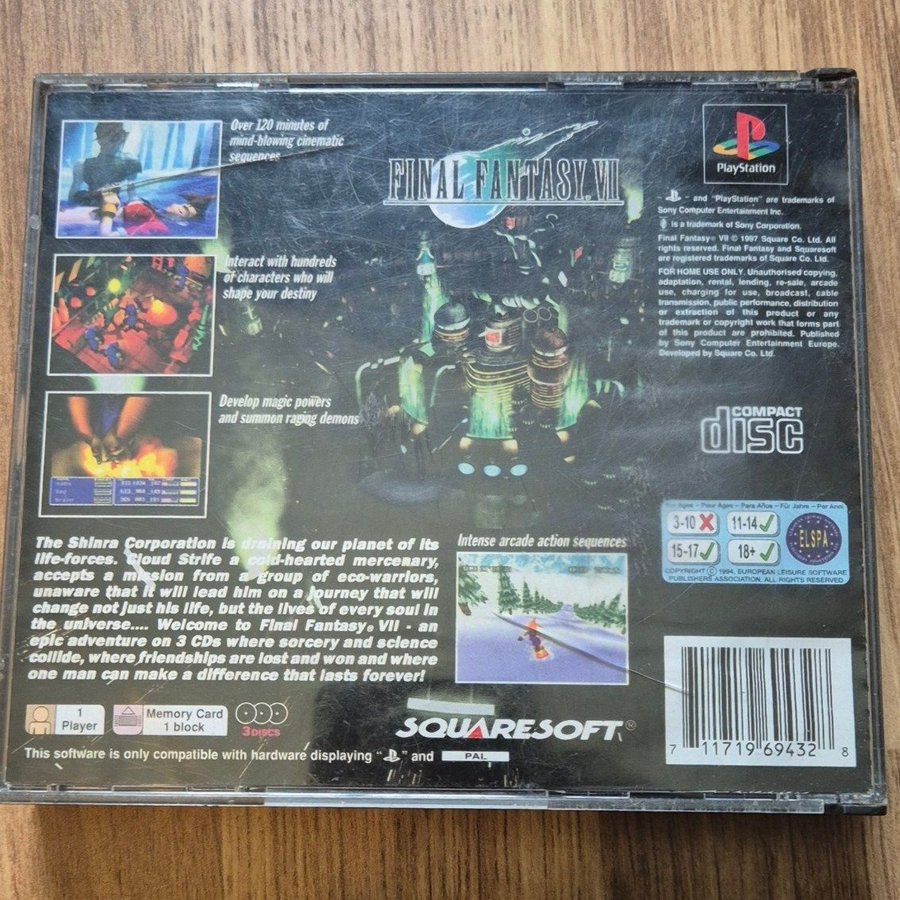 Over 120 minutes of
mind-blowing cinematic
sequences
FINAL FANTASY VII
PlayStation
- and "PlayStation" are trademarks of
Sony Computer Entertainment Inc.
is a trademark of Sony Corporation.
Final Fantasy® VII © 1997 Square Co. Ltd. All
rights reserved. Final Fantasy and Squaresoft
are registered trademarks of Square Co. Ltd.
FOR HOME USE ONLY. Unauthorised copying,
adaptation, rental, lending, re-sale, arcade
use, charging for use, broadcast, cable
transmission, public performance, distribution
or extraction of this product or any
trademark or copyright work that forms part
of this product are prohibited. Published
by Sony Computer Entertainment Europe.
Developed by Square Co. Ltd.
Interact with hundreds
of characters who will
shape your destiny
Develop magic powers
and summon raging demons
COMPACT
disc
For Ages - Pour Ages - Para Años - Für Jahre - Per Anni
3-10 11-14
15-17 18+
ELSPA
COPYRIGHT © 1994, EUROPEAN LEISURE SOFTWARE
PUBLISHERS ASSOCIATION. ALL RIGHTS RESERVED
The Shinra Corporation is draining our planet of its
life-forces. Cloud Strife a cold-hearted mercenary,
accepts a mission from a group of eco-warriors,
unaware that it will lead him on a journey that will
change not just his life, but the lives of every soul in
the universe.... Welcome to Final Fantasy® VII - an
epic adventure on 3 CDs where sorcery and science
collide, where friendships are lost and won and where
one man can make a difference that lasts forever!
Intense arcade action sequences
1
Player
Memory Card
1 block
3 DISCS
SQUARESOFT®
This software is only compatible with hardware displaying " " and PAL
7 11719 69432 8